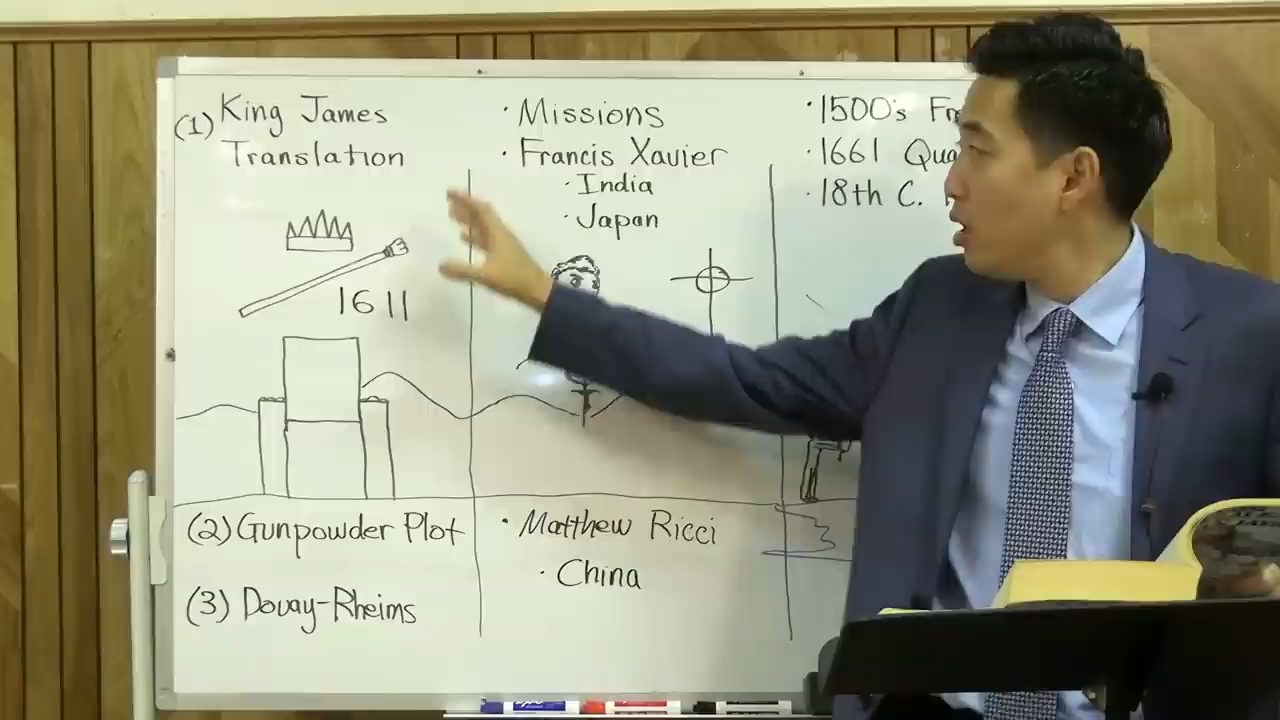 (1) King James
Translation
1611
(2) Gunpowder Plot
(3) Douay-Rheims
· Missions
· Francis Xavier
· India
· Japan
· Matthew Ricci
· China
· 1500's
· 1661
· 18th C.